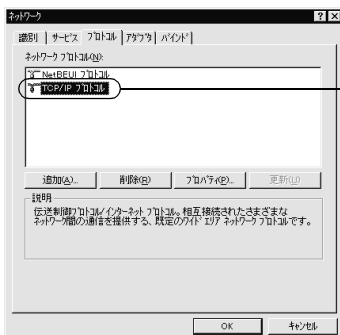 ネットワーク
識別 サービス プロトコル アダプタ バインド
ネットワーク プロトコル(N):
NetBEUI プロトコル
TCP/IP プロトコル
追加(A)... 削除(R) プロパティ(P)... 更新(U)
説明
伝送制御プロトコル/インターネット プロトコル。相互接続されたさまざまな
ネットワーク間の通信を提供する、既定のワイド エリア ネットワーク プロトコルです。
OK キャンセル